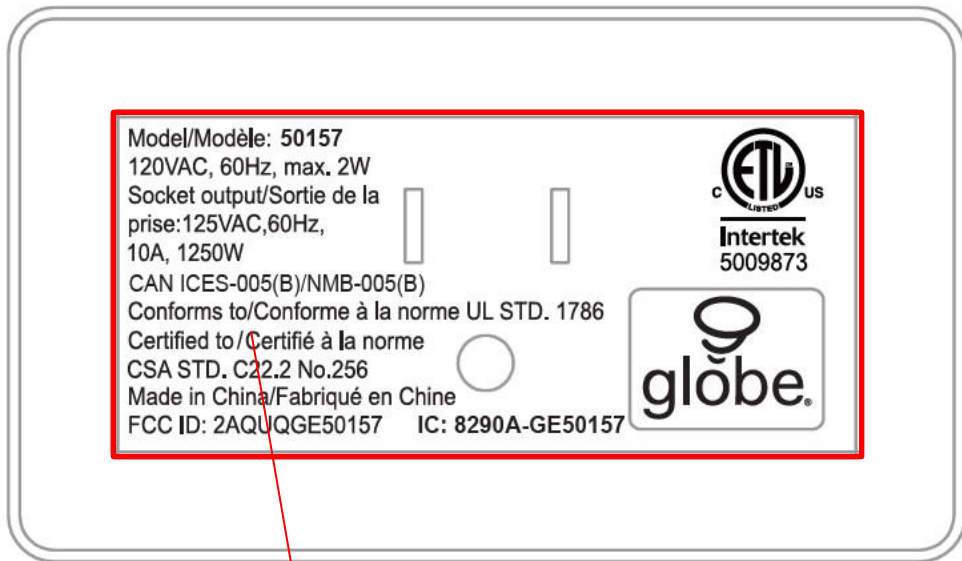 Model/Modèle: 50157
120VAC, 60Hz, max. 2W
Socket output/Sortie de la
prise:125VAC,60Hz,
10A, 1250W
CAN ICES-005(B)/NMB-005(B)
Conforms to/Conforme à la norme UL STD. 1786
Certified to/Certifié à la norme
CSA STD. C22.2 No.256
Made in China/Fabriqué en Chine
FCC ID: 2AQUQGE50157 IC: 8290A-GE50157
ETL CM
C US
LISTED
Intertek
5009873
globe®